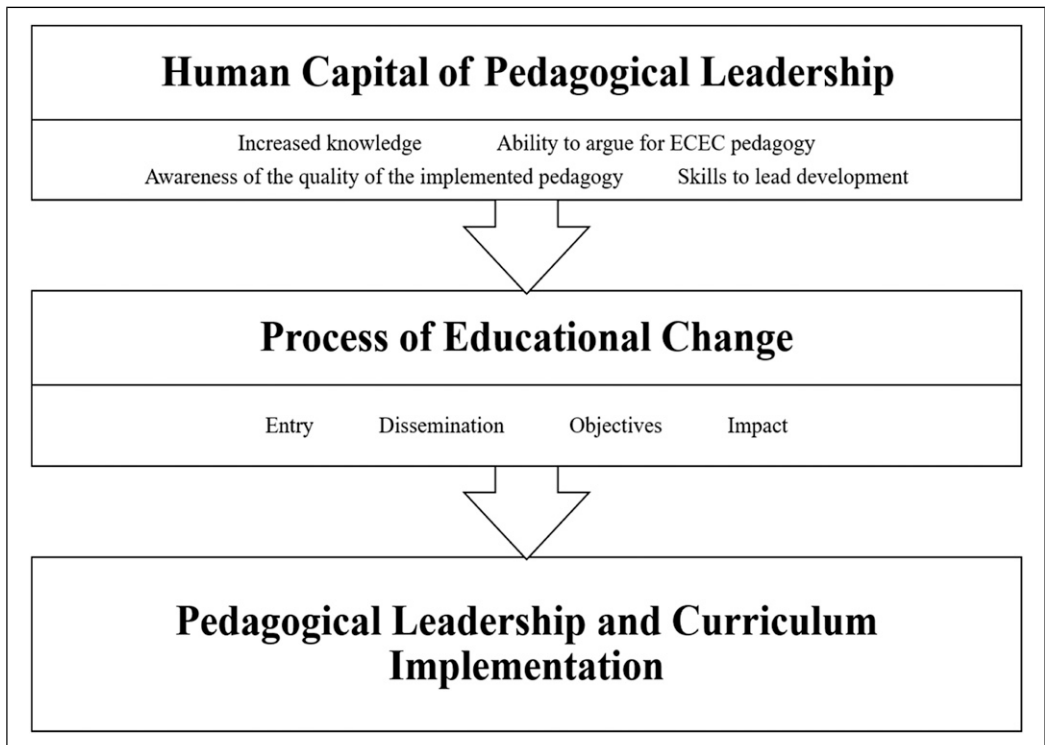 Human Capital of Pedagogical Leadership
Increased knowledge Ability to argue for ECEC pedagogy
Awareness of the quality of the implemented pedagogy Skills to lead development
Process of Educational Change
Entry Dissemination Objectives Impact
Pedagogical Leadership and Curriculum
Implementation